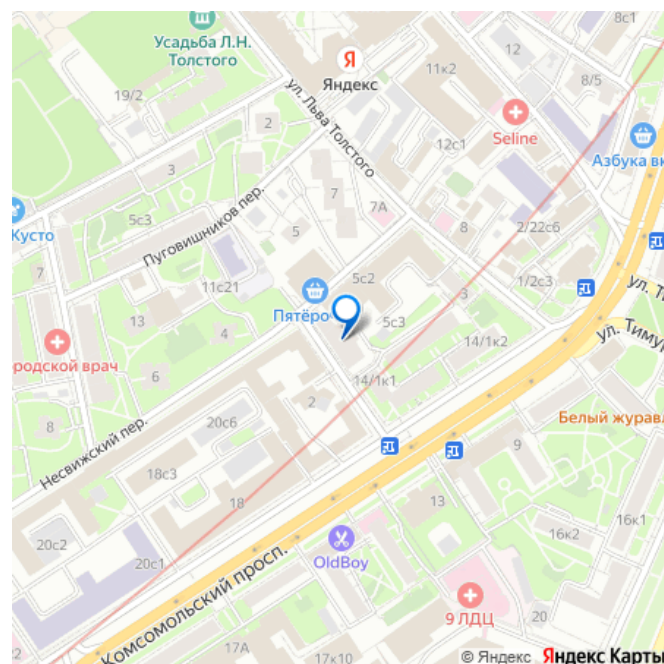 8с1
Усадьба Л.Н.
Толстого
12
Я
Яндекс
11к2
8/5
19/2
ул. Льва Толстого
Seline
2
12с1
Азбука вк
3
5с3
Пуговишников пер.
7
7А
Кусто
5
8
2/22с6
7
11с21
5с2
1/2с3
ул. Т
Пятёро
3
13
5с3
ул. Тиму
4
14/1к2
ородской врач
6
14/1к1
2
Белый журавл
8
20с6
9
Несвижский пер.
18с3
18
13
16к1
20с2
20с1
16к2
OldBoy
9 ЛДЦ
20
Комсомольский просп.
17А
17к10
© Яндекс Яндекс Карты